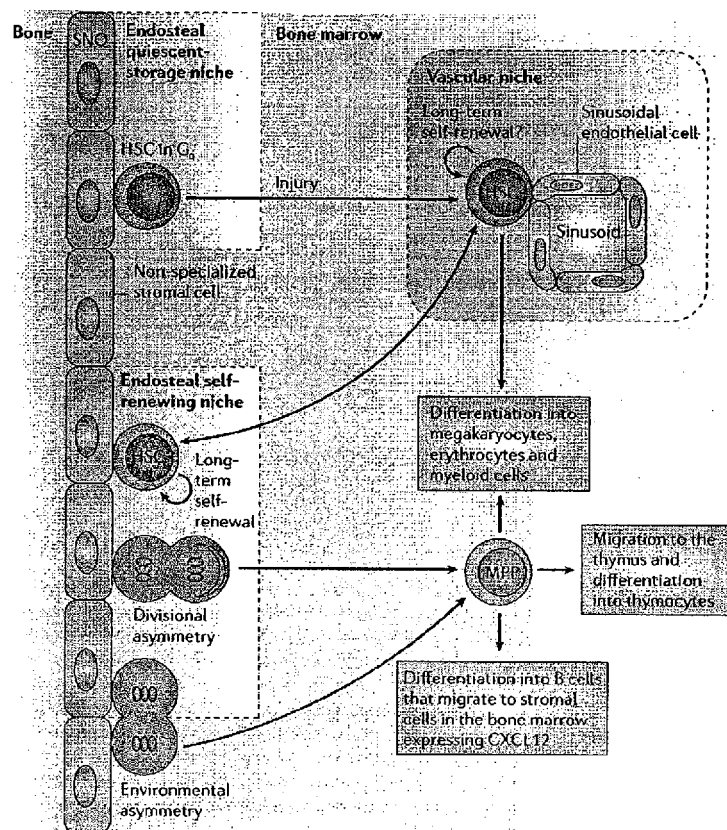 Bone
SNO
Endosteal
quiescent-
storage niche
Bone marrow
Vascular niche
Long-term
self-renewal?
Sinusoidal
endothelial cell
HSC in G0
Injury
HSC
Sinusoid
Non-specialized
stromal cell
Endosteal self-
renewing niche
HSC
Long-
term
self-
renewal
Divisional
asymmetry
Environmental
asymmetry
Differentiation into
megakaryocytes,
erythrocytes and
myeloid cells
MPP
Migration to the
thymus and
differentiation
into thymocytes
Differentiation into B cells
that migrate to stromal
cells in the bone marrow
expressing CXCL12